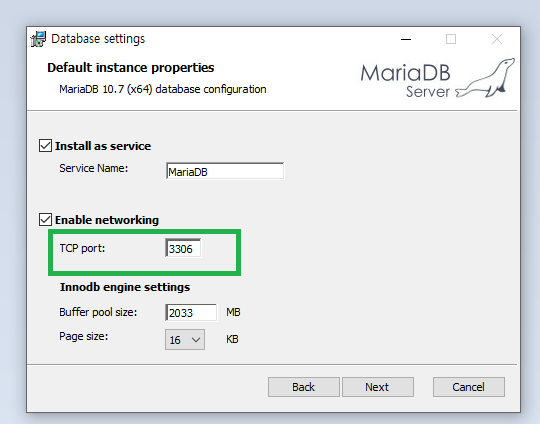 Database settings
Default instance properties
MariaDB 10.7 (x64) database configuration
MariaDB
Server
Install as service
Service Name: MariaDB
Enable networking
TCP port: 3306
Innodb engine settings
Buffer pool size: 2033 MB
Page size: 16 KB
Back Next Cancel